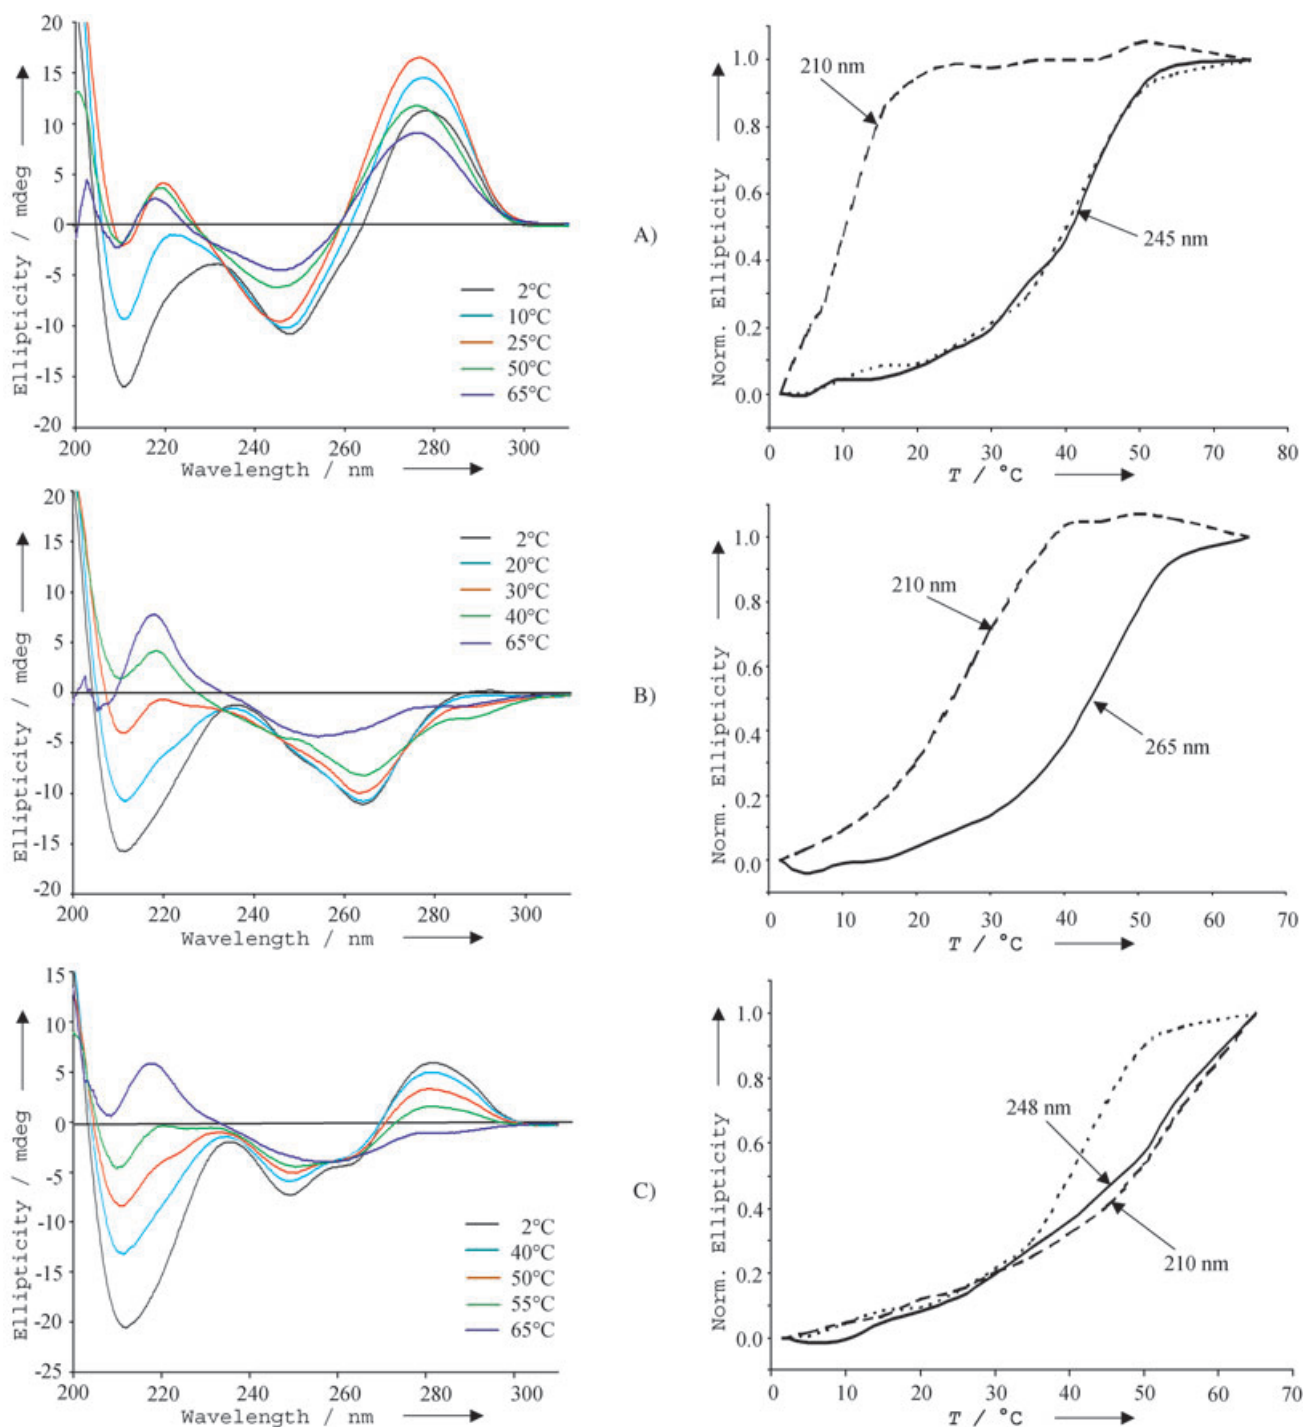 20
15
10
5
0
-5
-10
-15
-20
Ellipticity / mdeg
2°C
10°C
25°C
50°C
65°C
200 220 240 260 280 300
Wavelength / nm
A)
1.0
0.8
0.6
0.4
0.2
0.0
Norm. Ellipticity
210 nm
245 nm
0 10 20 30 40 50 60 70 80
T / °C
20
15
10
5
0
-5
-10
-15
-20
Ellipticity / mdeg
2°C
20°C
30°C
40°C
65°C
200 220 240 260 280 300
Wavelength / nm
B)
1.0
0.8
0.6
0.4
0.2
0.0
Norm. Ellipticity
210 nm
265 nm
0 10 20 30 40 50 60 70
T / °C
15
10
5
0
-5
-10
-15
-20
-25
Ellipticity / mdeg
2°C
40°C
50°C
55°C
65°C
200 220 240 260 280 300
Wavelength / nm
C)
1.0
0.8
0.6
0.4
0.2
0.0
Norm. Ellipticity
248 nm
210 nm
0 10 20 30 40 50 60 70
T / °C